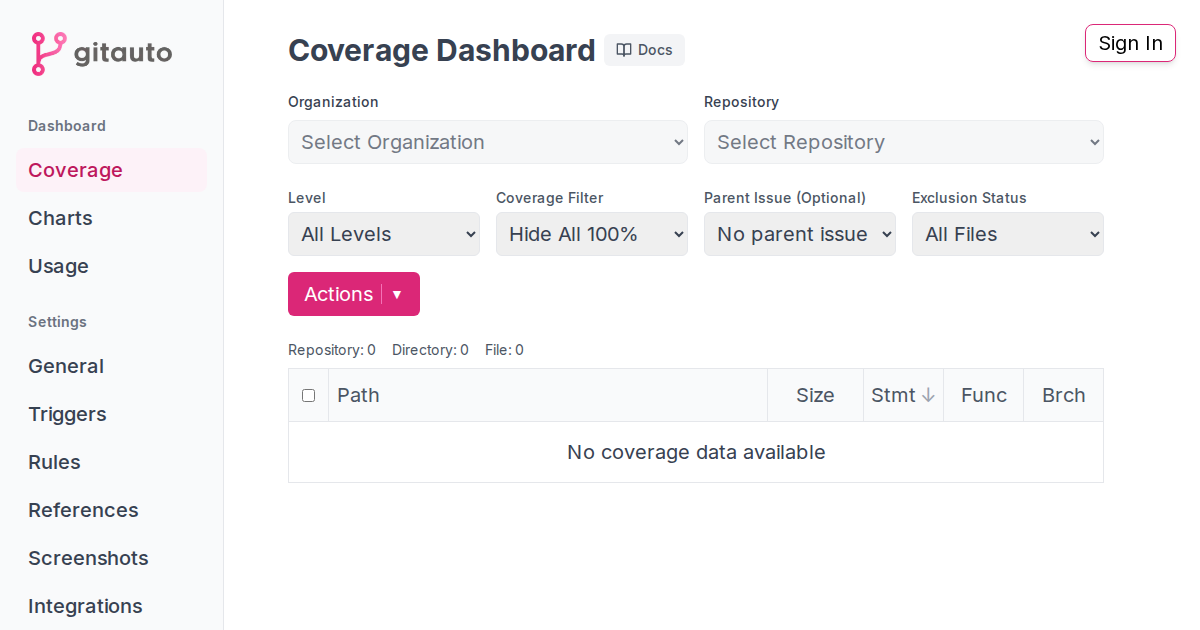 gitauto
Dashboard
Coverage
Charts
Usage
Settings
General
Triggers
Rules
References
Screenshots
Integrations
Coverage Dashboard
Docs
Sign In
Organization
Repository
Select Organization
Select Repository
Level
Coverage Filter
Parent Issue (Optional)
Exclusion Status
All Levels
Hide All 100%
No parent issue
All Files
Actions ▼
Repository: 0 Directory: 0 File: 0
Path Size Stmt ↓ Func Brch
No coverage data available